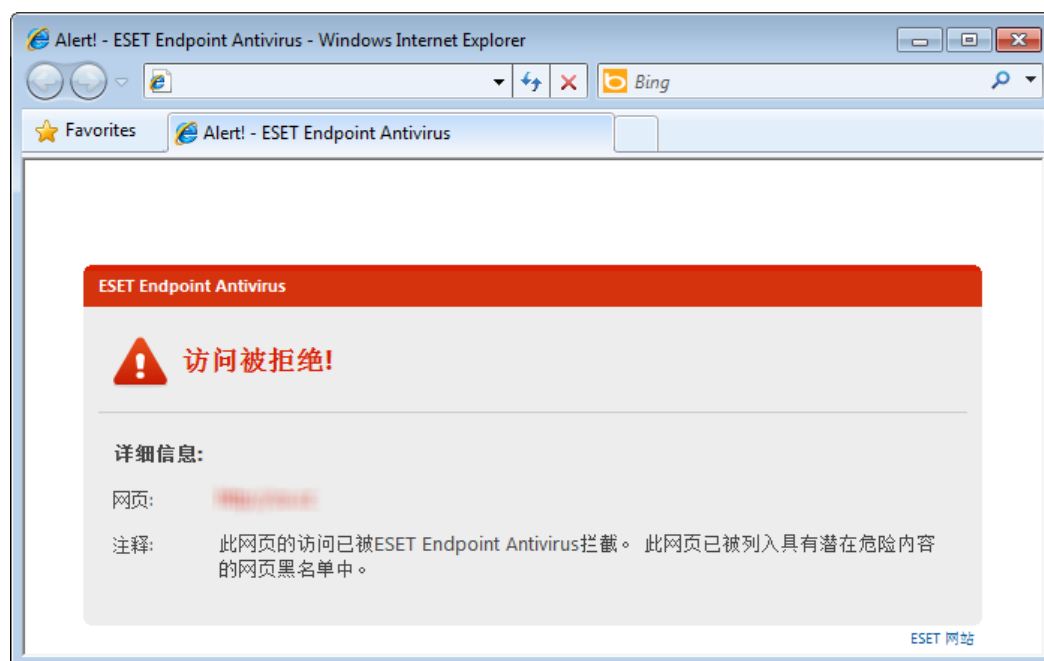 Alert! - ESET Endpoint Antivirus - Windows Internet Explorer
Bing
Favorites
Alert! - ESET Endpoint Antivirus
ESET Endpoint Antivirus
访问被拒绝!
详细信息:
网页:
注释: 此网页的访问已被ESET Endpoint Antivirus拦截。 此网页已被列入具有潜在危险内容
的网页黑名单中。
ESET 网站